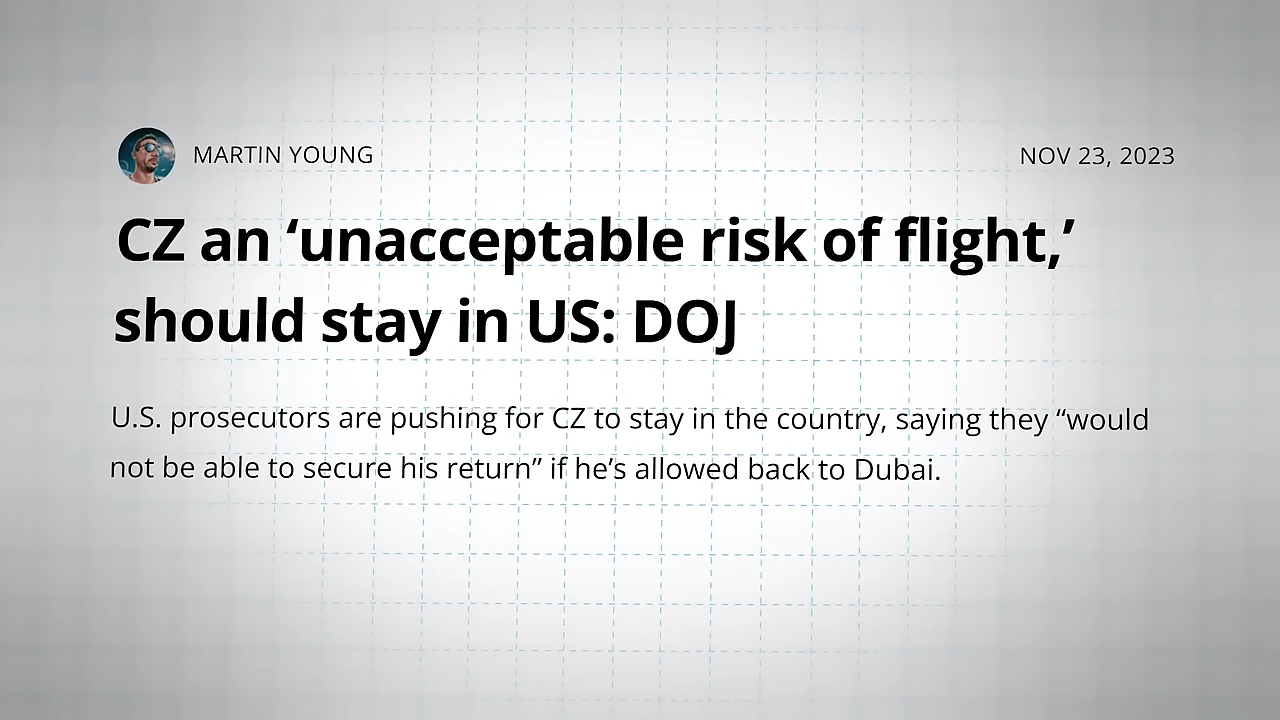 MARTIN YOUNG
NOV 23, 2023
CZ an ‘unacceptable risk of flight,’
should stay in US: DOJ
U.S. prosecutors are pushing for CZ to stay in the country, saying they “would
not be able to secure his return” if he’s allowed back to Dubai.